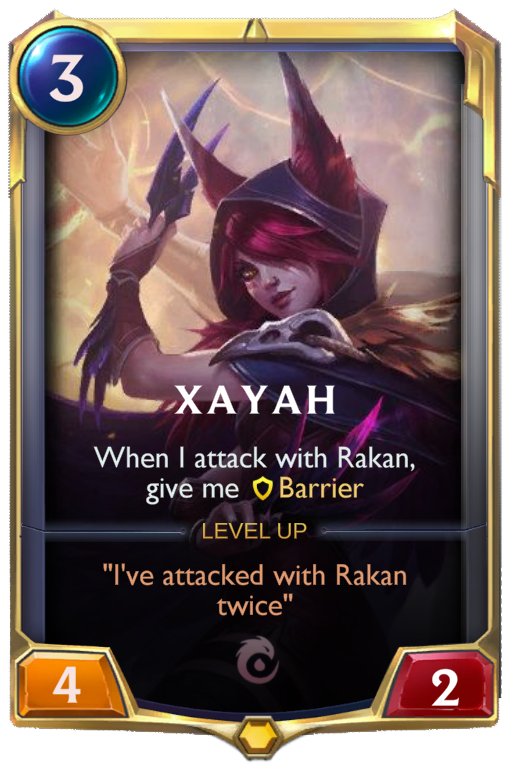 3
XAYAH
When I attack with Rakan,
give me Barrier
LEVEL UP
"I've attacked with Rakan
twice"
4
2